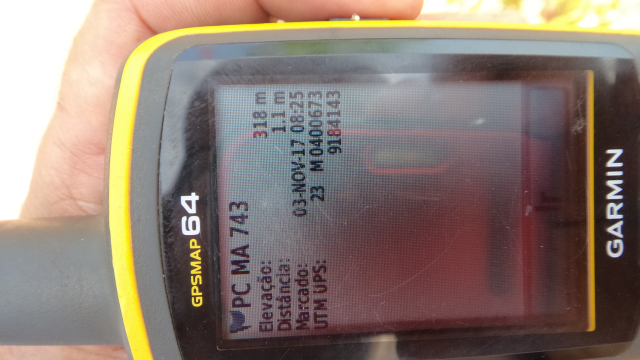 GPSMAP 64
PC MA 743
Elevação: 318 m
Distância: 1.1 m
Marcado: 03-NOV-17 08:25
UTM UPS: 23 M 0400673
9184143
GARMIN